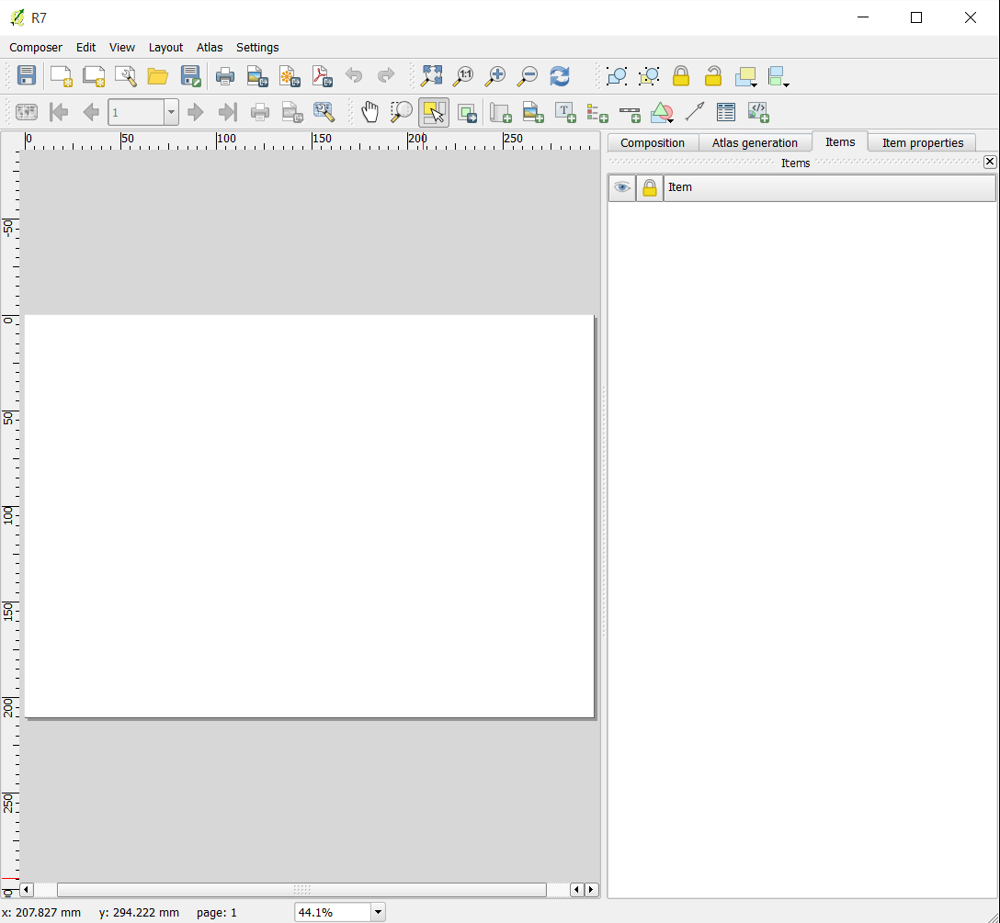 R7
Composer Edit View Layout Atlas Settings
1:1
1
T
0 50 100 150 200 250
Composition Atlas generation Items Item properties
Items
Item
-50
0
50
100
150
200
250
x: 207.827 mm y: 294.222 mm page: 1 44.1%